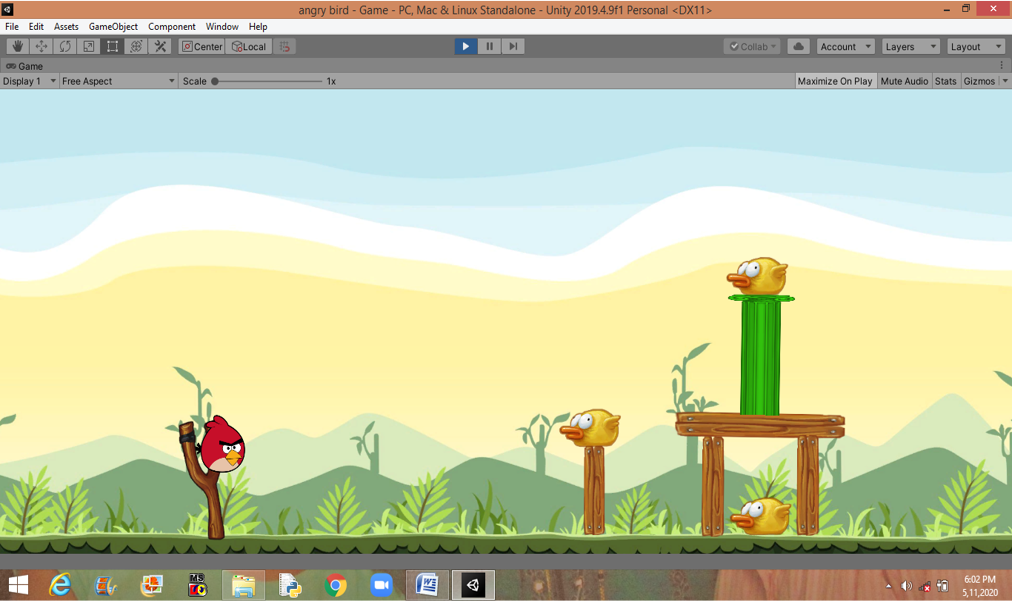 angry bird - Game - PC, Mac & Linux Standalone - Unity 2019.4.9f1 Personal <DX11>
File Edit Assets GameObject Component Window Help
Center Local Collab Account Layers Layout
Game
Display 1 Free Aspect Scale 1x Maximize On Play Mute Audio Stats Gizmos
MS
6:02 PM
5,11,2020